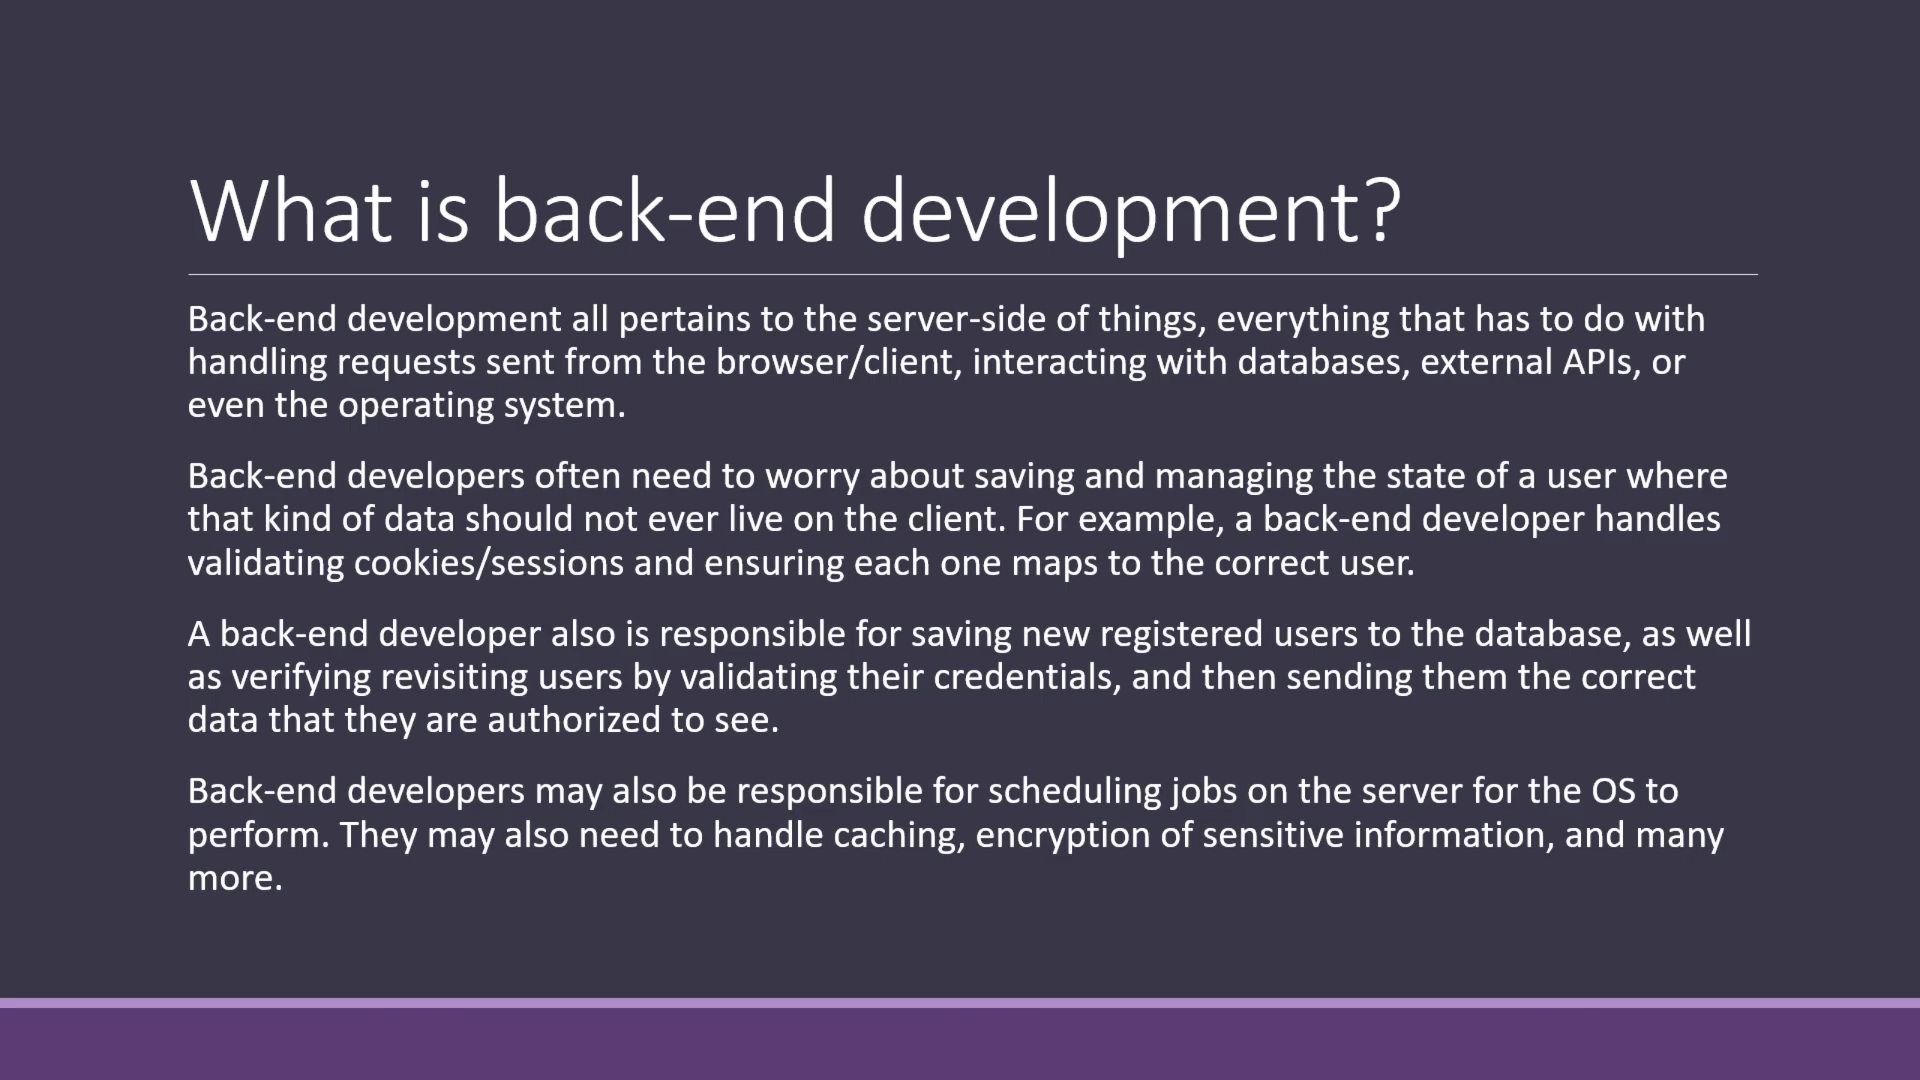 What is back-end development?
Back-end development all pertains to the server-side of things, everything that has to do with
handling requests sent from the browser/client, interacting with databases, external APIs, or
even the operating system.
Back-end developers often need to worry about saving and managing the state of a user where
that kind of data should not ever live on the client. For example, a back-end developer handles
validating cookies/sessions and ensuring each one maps to the correct user.
A back-end developer also is responsible for saving new registered users to the database, as well
as verifying revisiting users by validating their credentials, and then sending them the correct
data that they are authorized to see.
Back-end developers may also be responsible for scheduling jobs on the server for the OS to
perform. They may also need to handle caching, encryption of sensitive information, and many
more.